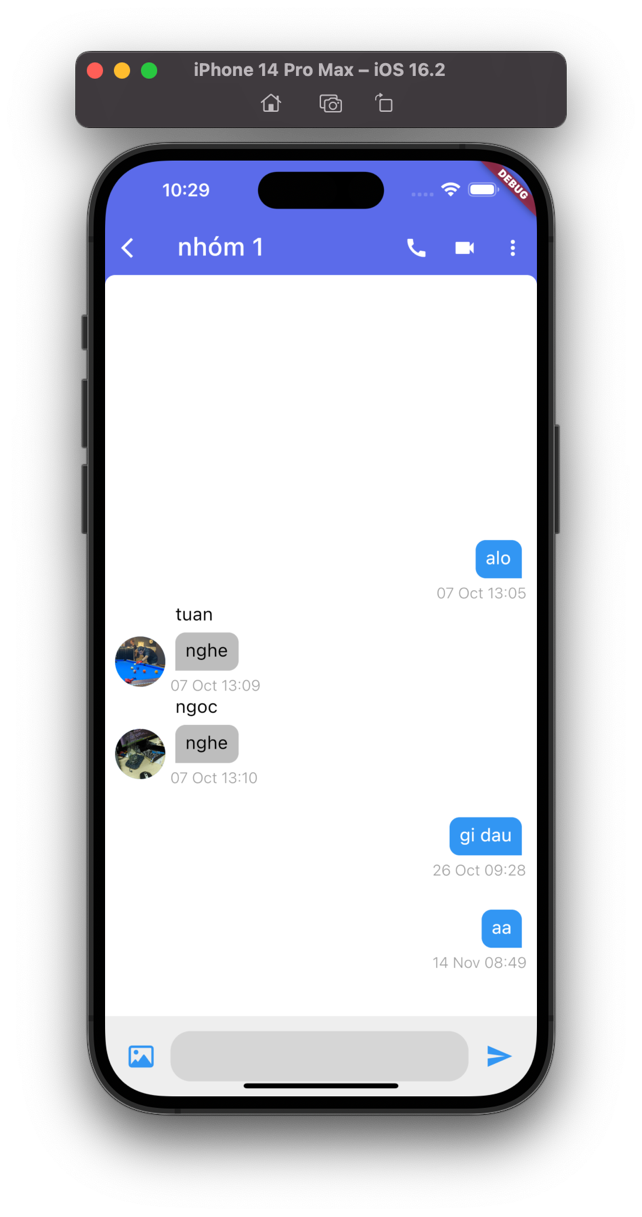 iPhone 14 Pro Max – iOS 16.2
10:29
DEBUG
nhóm 1
alo
07 Oct 13:05
tuan
nghe
07 Oct 13:09
ngoc
nghe
07 Oct 13:10
gi dau
26 Oct 09:28
aa
14 Nov 08:49